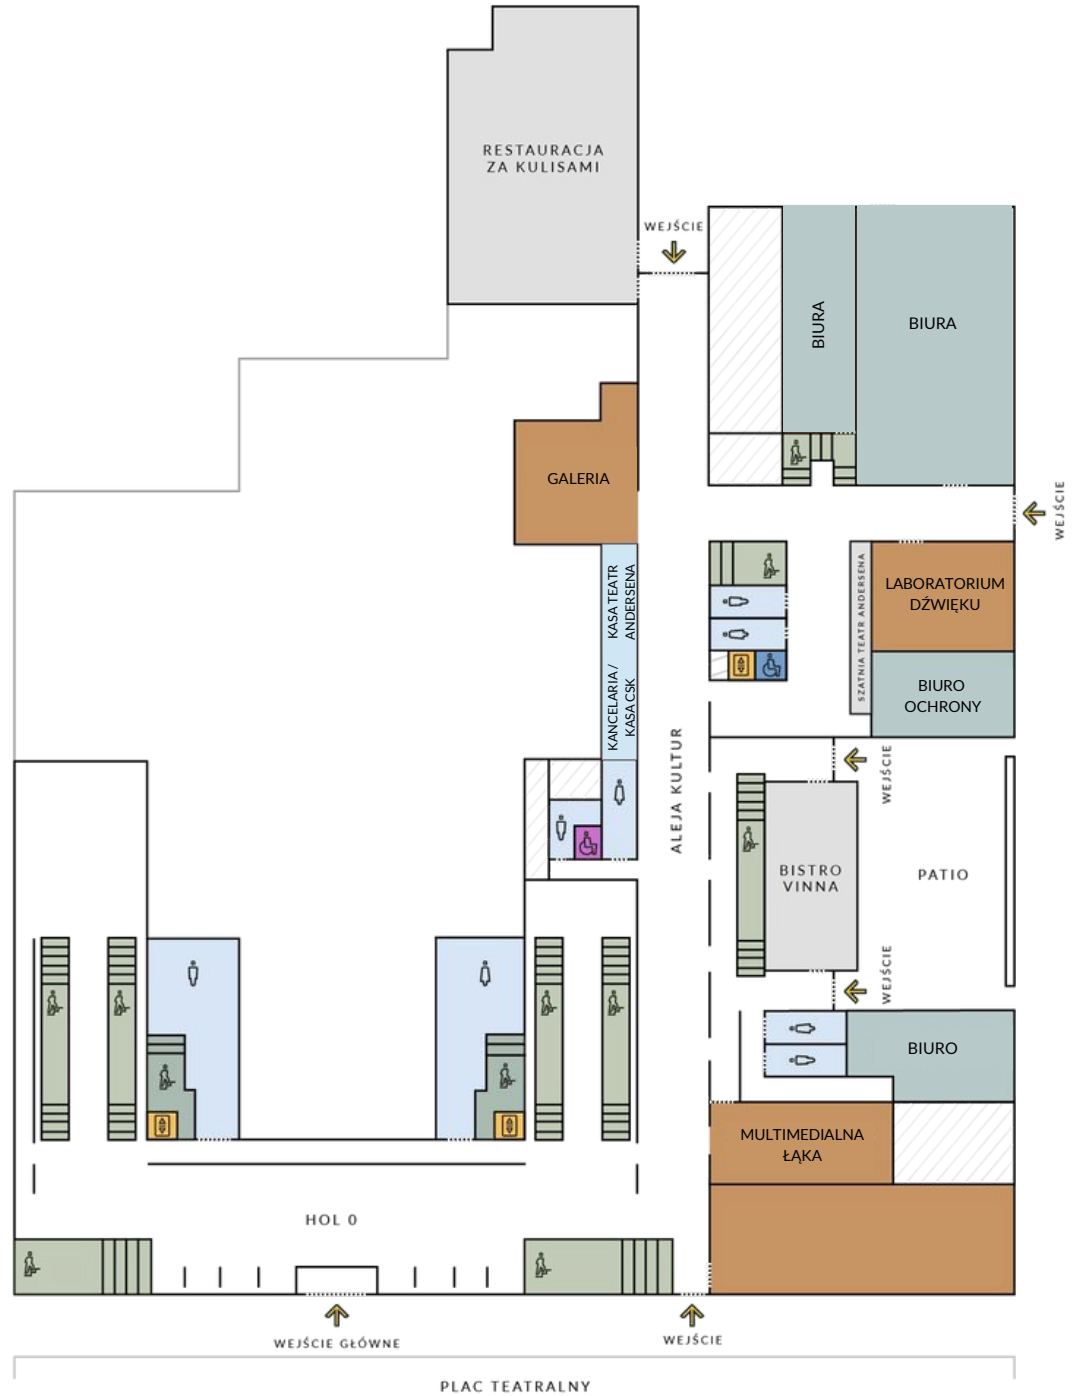 RESTAURACJA
ZA KULISAMI
WEJŚCIE
BIURA
BIURA
GALERIA
WEJŚCIE
KASA TEATR
ANDERSENA
SZATNIA TEATR ANDERSENA
LABORATORIUM
DŹWIĘKU
KANCELARIA /
KASA CSK
BIURO
OCHRONY
ALEJA KULTUR
WEJŚCIE
BISTRO
VINNA
PATIO
WEJŚCIE
BIURO
MULTIMEDIALNA
ŁĄKA
HOL 0
WEJŚCIE GŁÓWNE
WEJŚCIE
PLAC TEATRALNY